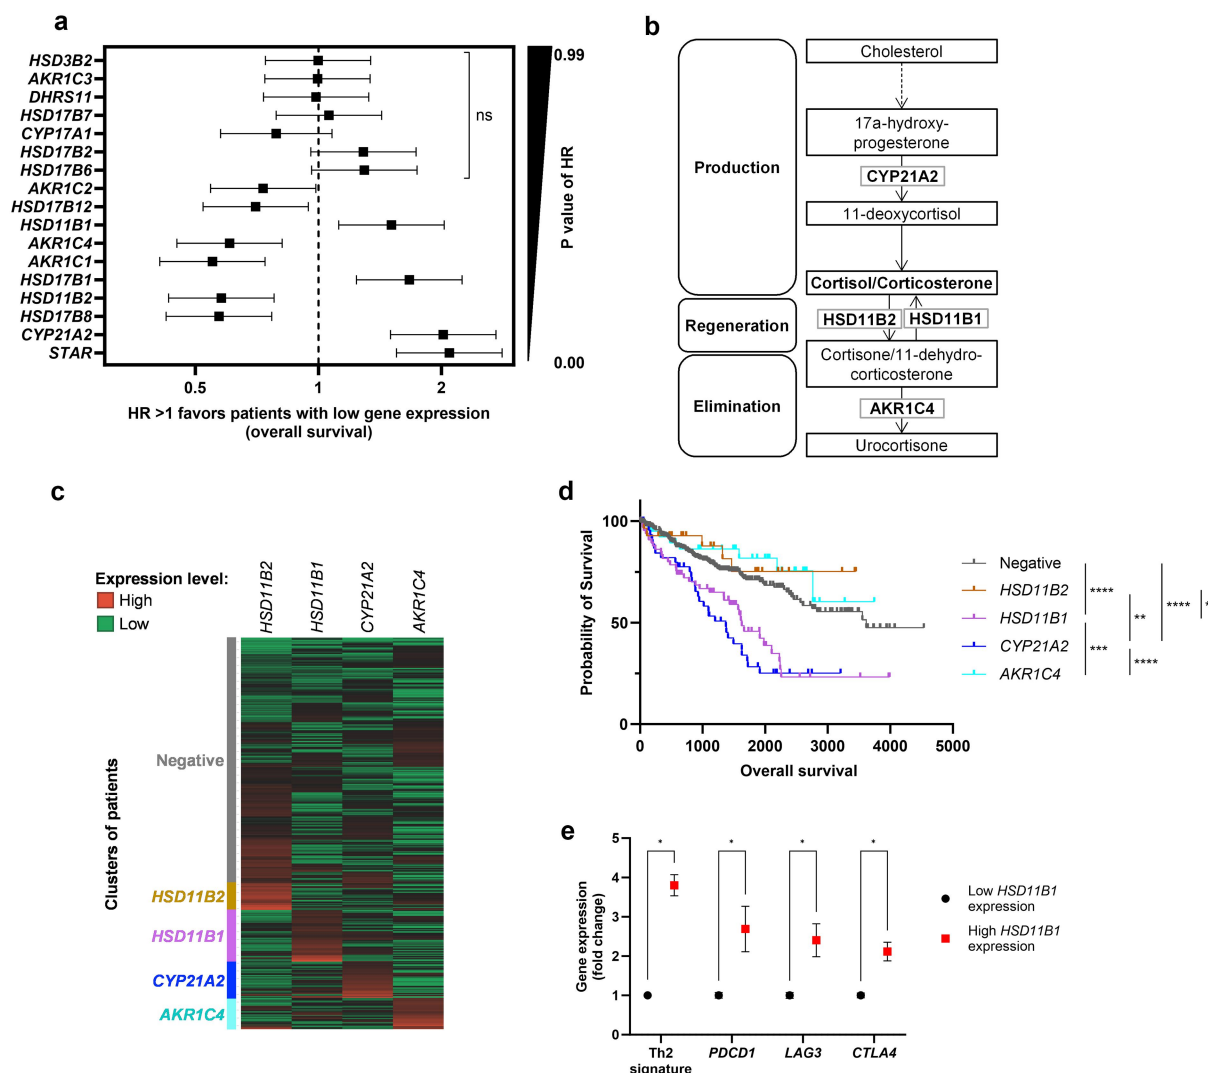 a
HSD3B2
AKR1C3
DHRS11
HSD17B7
CYP17A1
HSD17B2
HSD17B6
AKR1C2
HSD17B12
HSD11B1
AKR1C4
AKR1C1
HSD17B1
HSD11B2
HSD17B8
CYP21A2
STAR
ns
0.99
P value of HR
0.00
0.5 1 2
HR >1 favors patients with low gene expression
(overall survival)
b
Production
Regeneration
Elimination
Cholesterol
17a-hydroxy-
progesterone
CYP21A2
11-deoxycortisol
Cortisol/Corticosterone
HSD11B2 HSD11B1
Cortisone/11-dehydro-
corticosterone
AKR1C4
Urocortisone
c
Expression level:
High
Low
HSD11B2
HSD11B1
CYP21A2
AKR1C4
Clusters of patients
Negative
HSD11B2
HSD11B1
CYP21A2
AKR1C4
d
Probability of Survival
100
50
0
0 1000 2000 3000 4000 5000
Overall survival
Negative
HSD11B2
HSD11B1
CYP21A2
AKR1C4
****
***
**
****
****
*
e
Gene expression
(fold change)
5
4
3
2
1
0
* * * *
Th2
signature
PDCD1
LAG3
CTLA4
Low HSD11B1
expression
High HSD11B1
expression